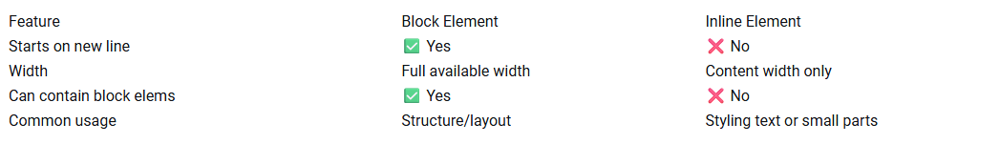 Feature Block Element Inline Element
Starts on new line ✅ Yes ❌ No
Width Full available width Content width only
Can contain block elems ✅ Yes ❌ No
Common usage Structure/layout Styling text or small parts